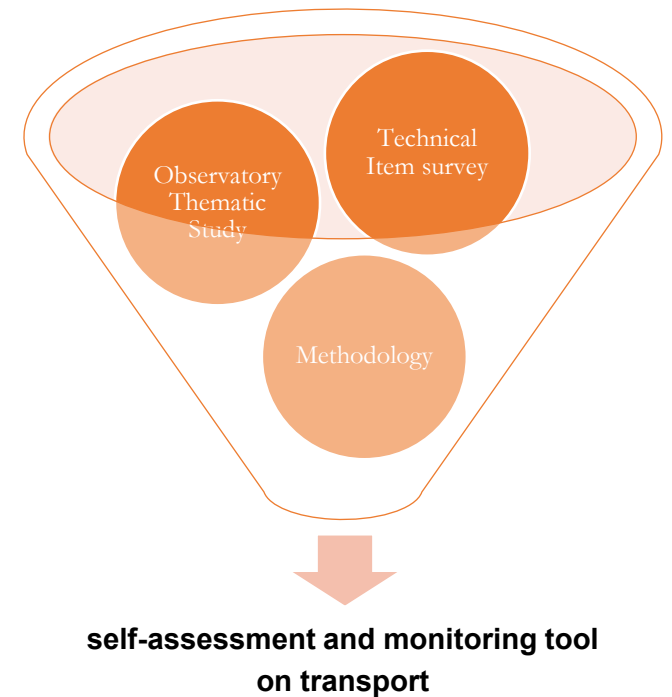 Technical
Item survey
Observatory
Thematic
Study
Methodology
self-assessment and monitoring tool
on transport